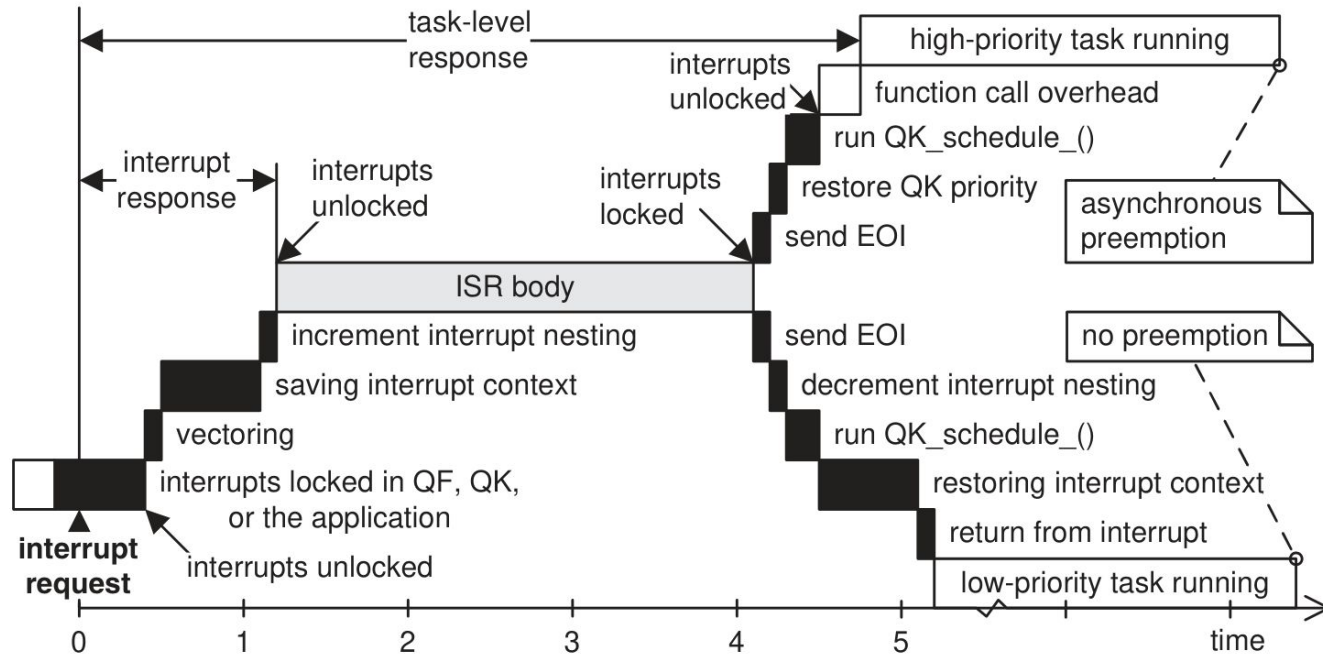 task-level
response
high-priority task running
interrupts
unlocked
function call overhead
run QK_schedule_()
interrupt
response
interrupts
unlocked
interrupts
locked
restore QK priority
asynchronous
preemption
send EOI
ISR body
increment interrupt nesting
send EOI
no preemption
saving interrupt context
decrement interrupt nesting
vectoring
run QK_schedule_()
interrupts locked in QF, QK,
or the application
restoring interrupt context
interrupt
request
interrupts unlocked
return from interrupt
low-priority task running
0 1 2 3 4 5 time